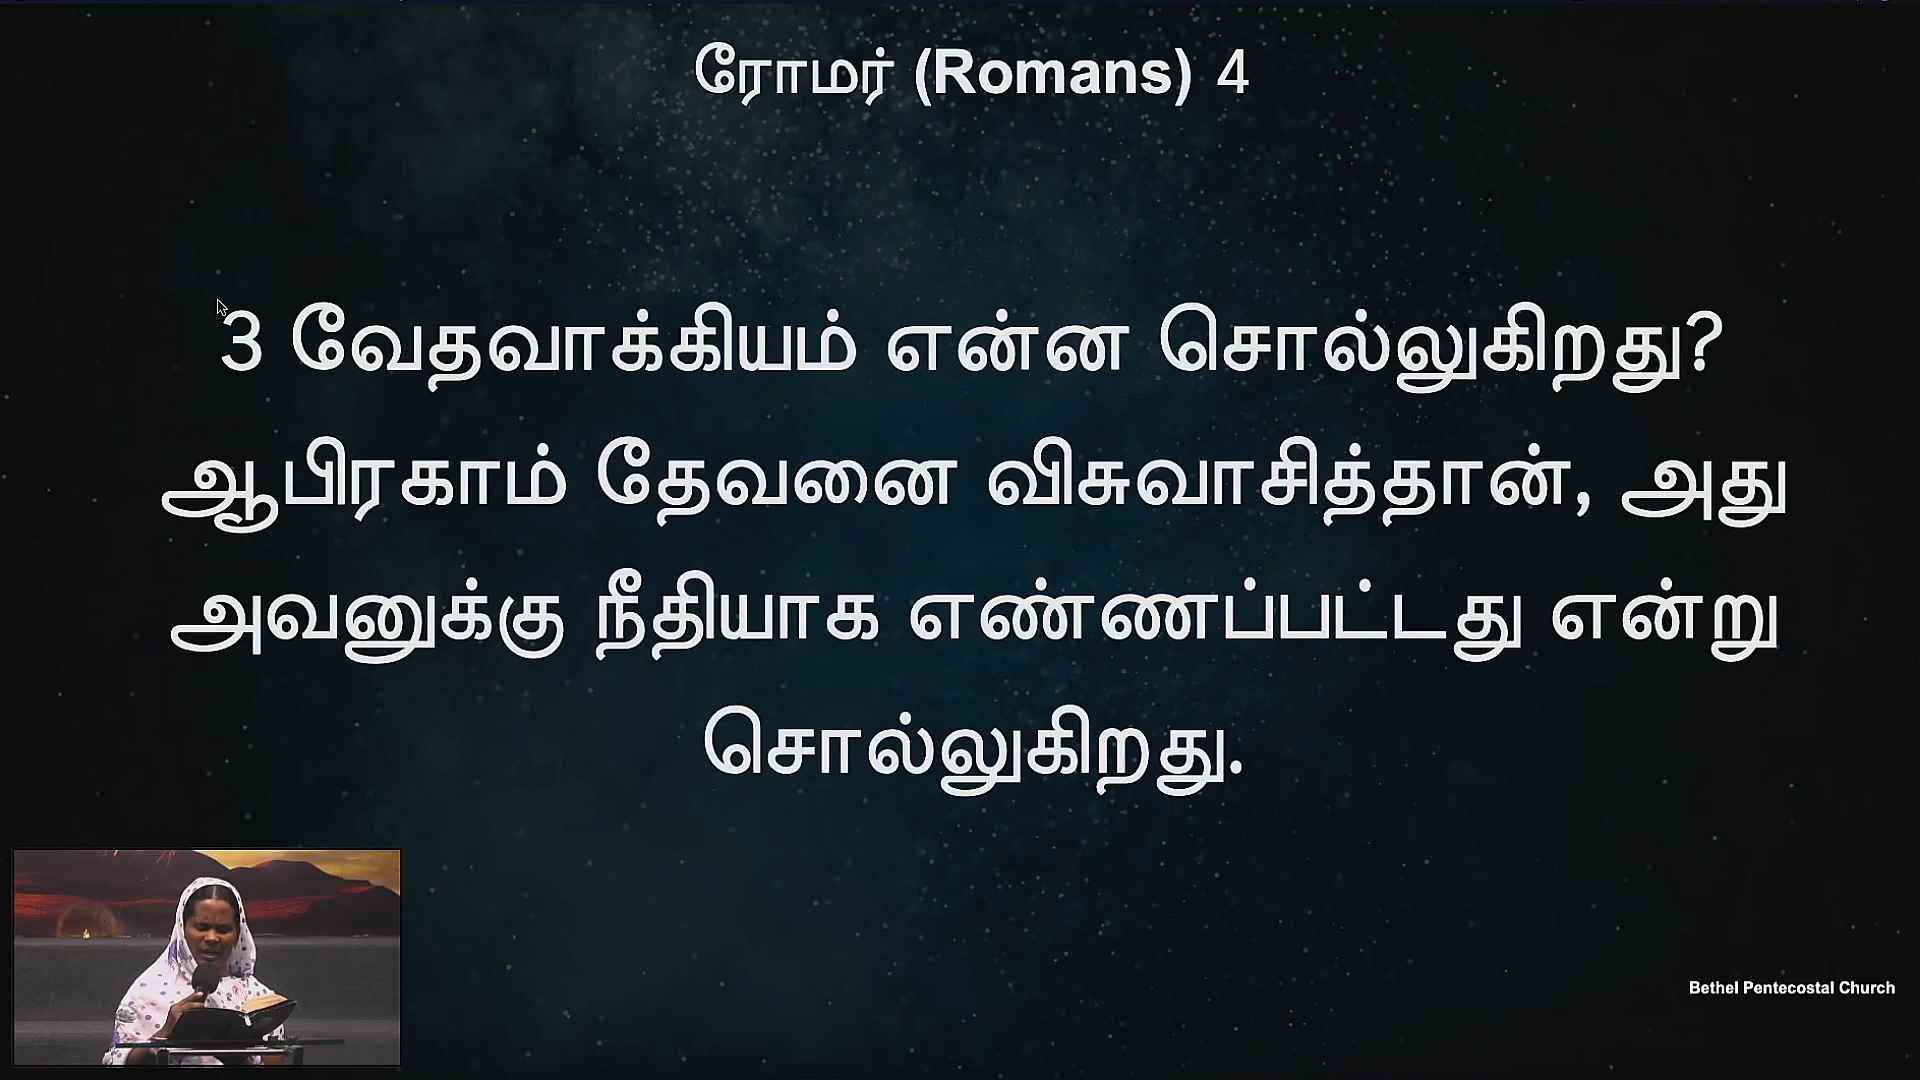 ரோமர் (Romans) 4
3 வேதவாக்கியம் என்ன சொல்லுகிறது?
ஆபிரகாம் தேவனை விசுவாசித்தான், அது
அவனுக்கு நீதியாக எண்ணப்பட்டது என்று
சொல்லுகிறது.
Bethel Pentecostal Church